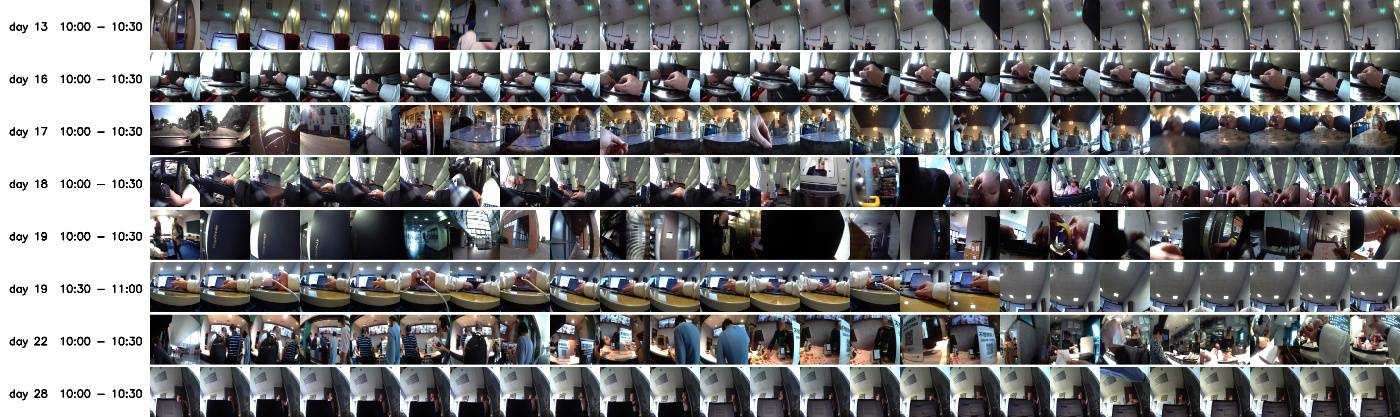 day 13 10:00 – 10:30
day 16 10:00 – 10:30
day 17 10:00 – 10:30
day 18 10:00 – 10:30
day 19 10:00 – 10:30
day 19 10:30 – 11:00
day 22 10:00 – 10:30
day 28 10:00 – 10:30